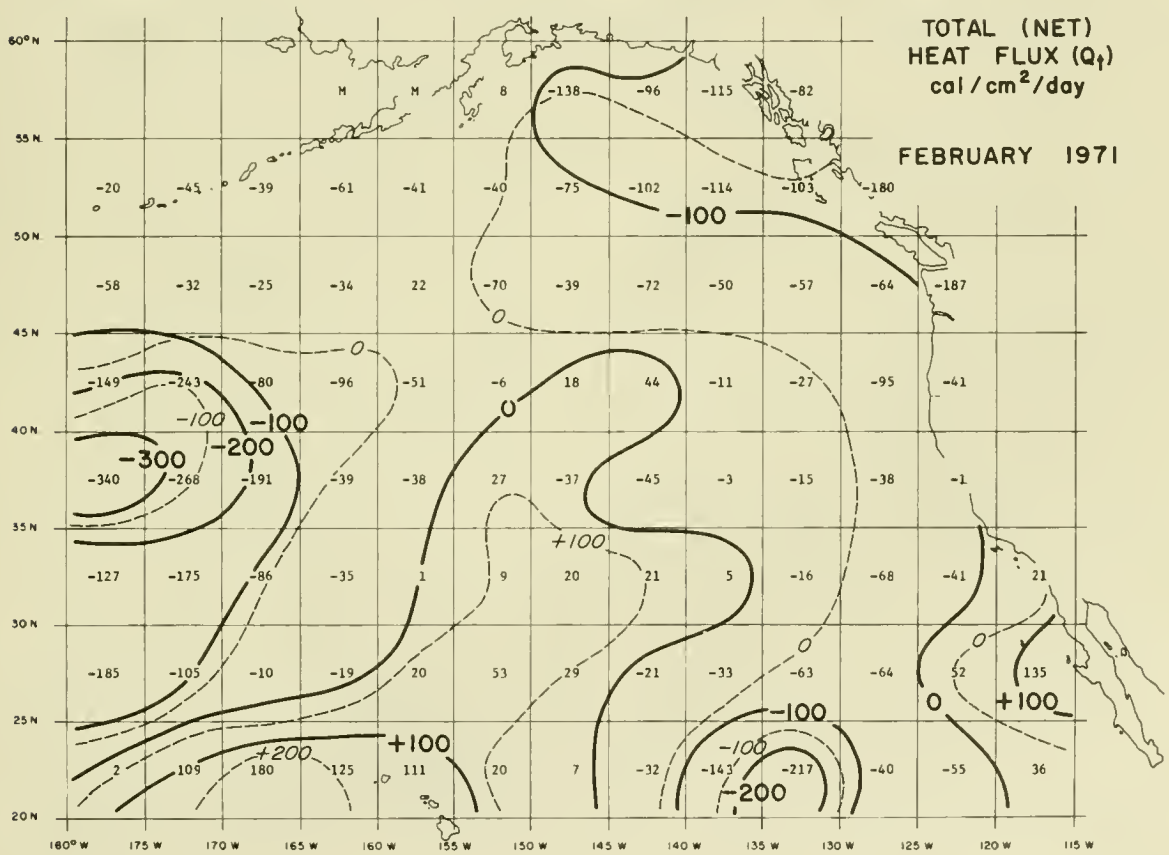 TOTAL (NET)
HEAT FLUX (Qt)
cal/cm²/day
FEBRUARY 1971
60° N
M M 8 -138 -96 -115 -82
55 N
-20 -45 -39 -61 -41 -40 -75 -102 -114 -103 -180
-100
50 N
-58 -32 -25 -34 22 -70 -39 -72 -50 -57 -64 -187
45 N
0
0
-149 -243 -80 -96 -51 -6 18 44 -11 -27 -95 -41
-100 -100 0
40 N
-200
-300
-340 -268 -191 -39 -38 27 -37 -45 -3 -15 -38 -1
35 N
+100
-127 -175 -86 -35 1 9 20 21 5 -16 -68 -41 21
30 N
0 0
-185 -105 -10 -19 20 53 29 -21 -33 -63 -64 52 135
0 +100
25 N
-100
+200 +100 -100
2 109 180 125 111 20 7 -32 -143 -217 -40 -55 36
-200
20 N
180° W 175 W 170 W 165 W 160 W 155 W 150 W 145 W 140 W 135 W 130 W 125 W 120 W 115 W